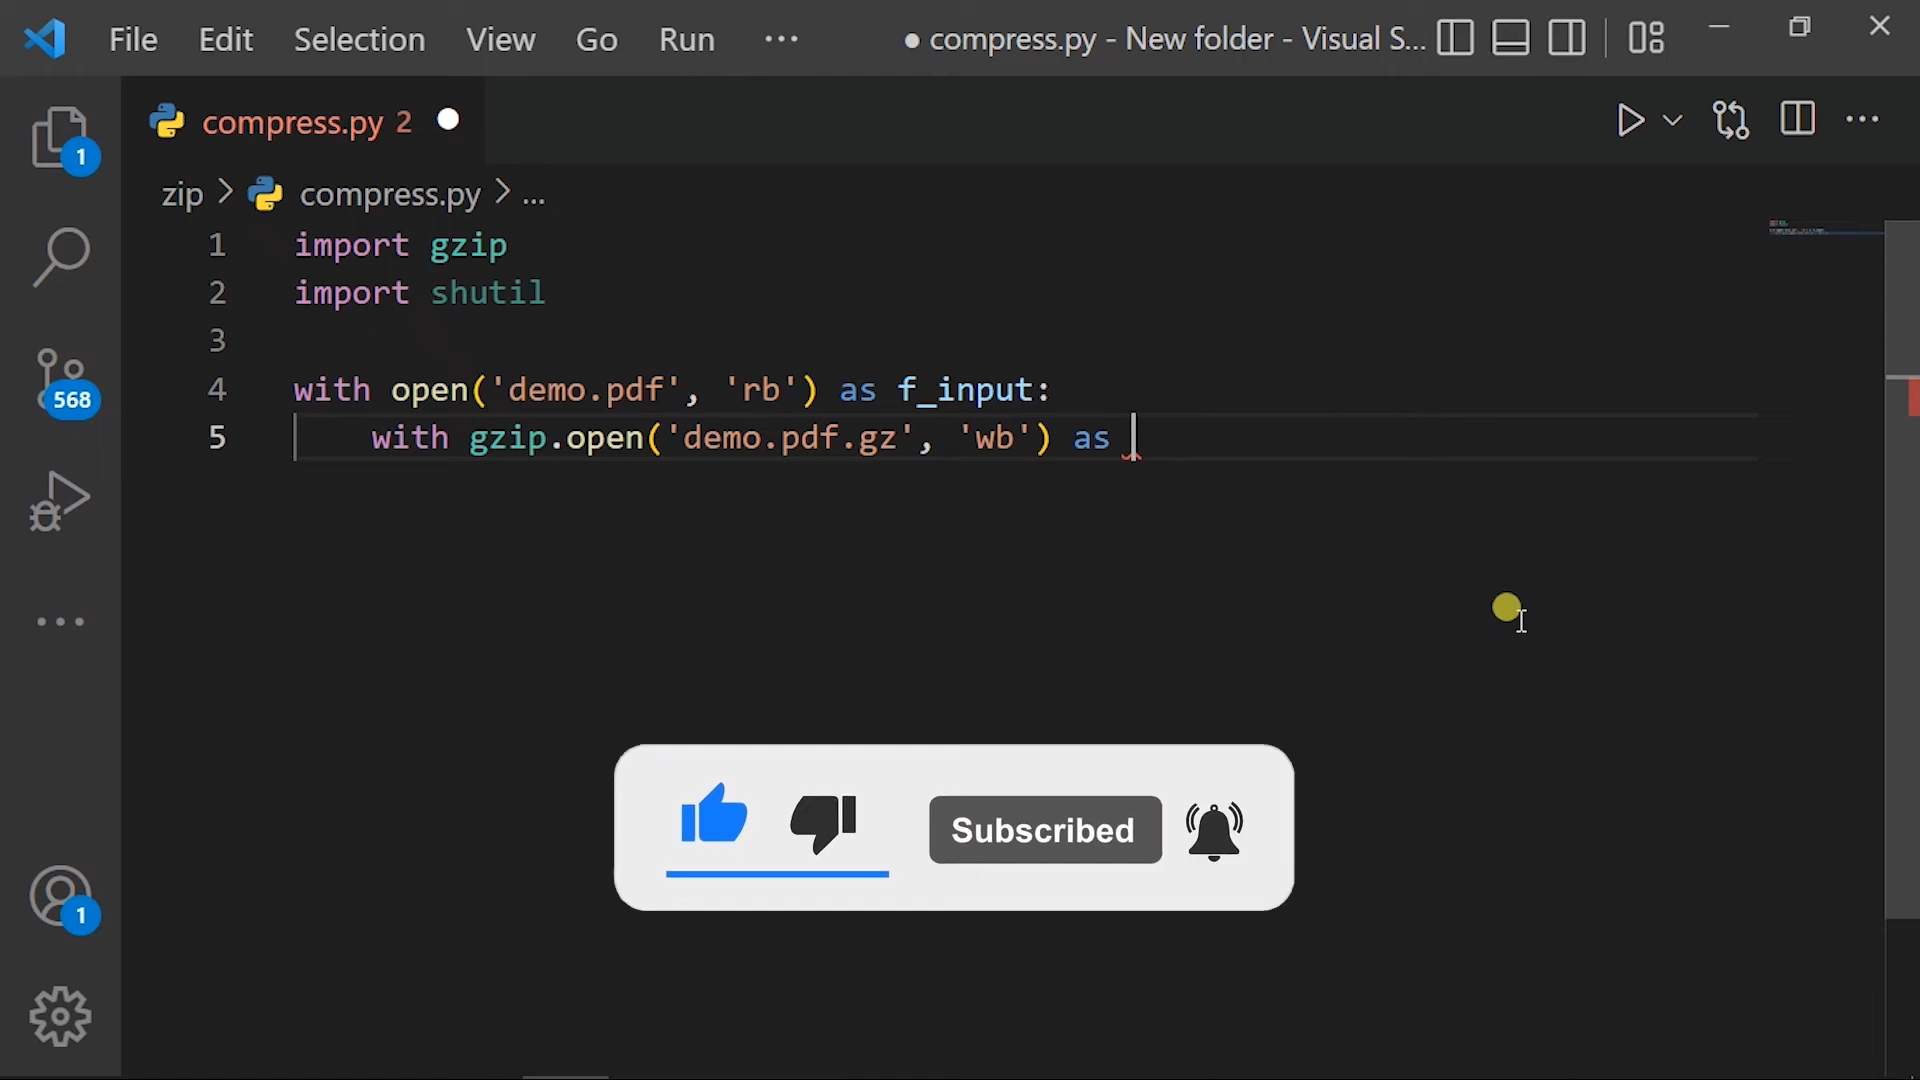 File Edit Selection View Go Run ... ● compress.py - New folder - Visual S...
compress.py 2
zip > compress.py > ...
1 import gzip
2 import shutil
3
4 with open('demo.pdf', 'rb') as f_input:
5 with gzip.open('demo.pdf.gz', 'wb') as
1
568
1
Subscribed